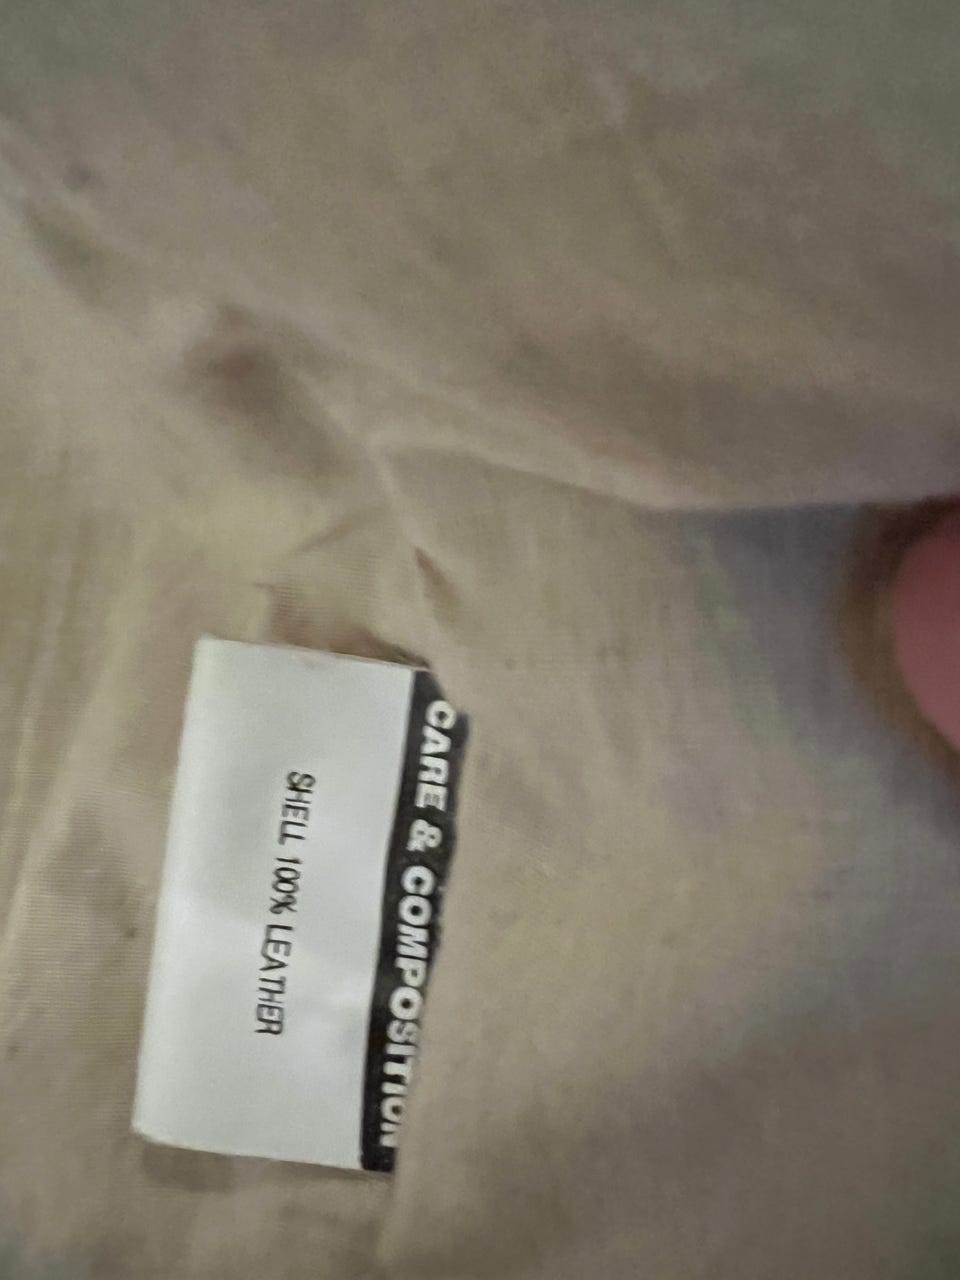 CARE & COMPOSITION
SHELL 100% LEATHER